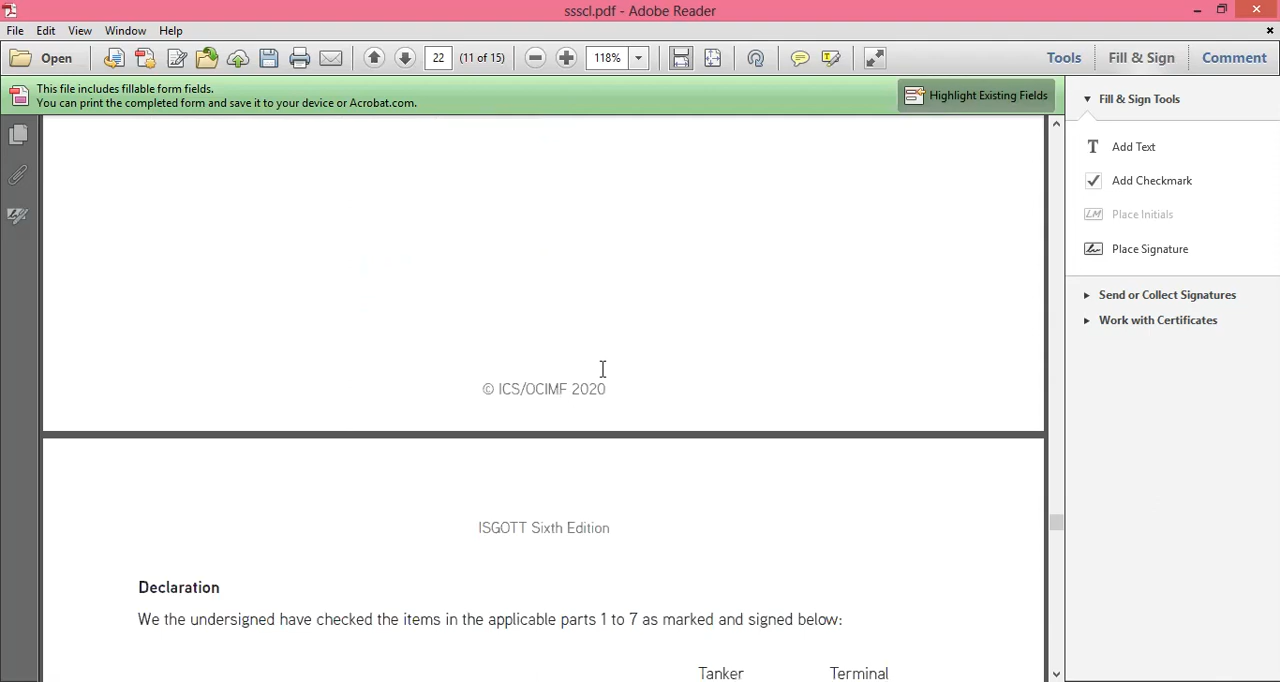 ssscl.pdf - Adobe Reader
File Edit View Window Help
Open 22 (11 of 15) 118% Tools Fill & Sign Comment
This file includes fillable form fields.
You can print the completed form and save it to your device or Acrobat.com.
Highlight Existing Fields
Fill & Sign Tools
T Add Text
Add Checkmark
LM Place Initials
Place Signature
Send or Collect Signatures
Work with Certificates
© ICS/OCIMF 2020
ISGOTT Sixth Edition
Declaration
We the undersigned have checked the items in the applicable parts 1 to 7 as marked and signed below:
Tanker Terminal